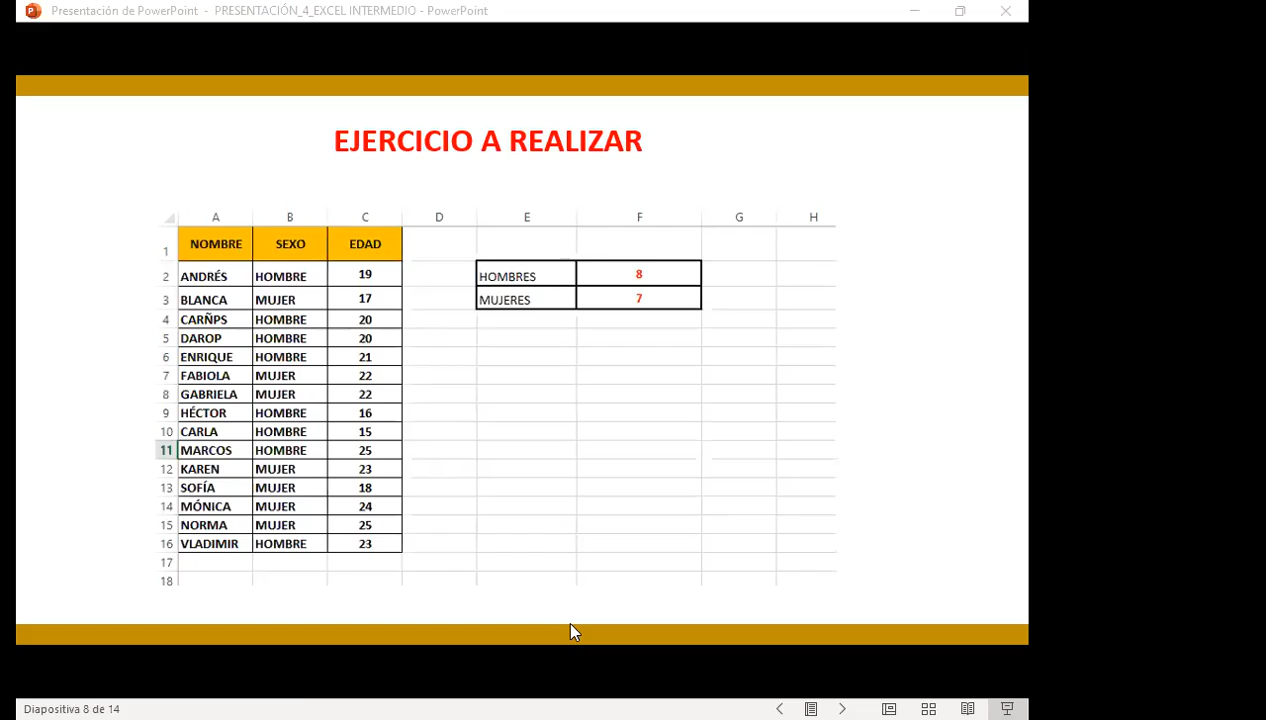 Presentación de PowerPoint - PRESENTACIÓN_4_EXCEL INTERMEDIO - PowerPoint
EJERCICIO A REALIZAR
A B C D E F G H
1 NOMBRE SEXO EDAD
2 ANDRÉS HOMBRE 19 HOMBRES 8
3 BLANCA MUJER 17 MUJERES 7
4 CARÑPS HOMBRE 20
5 DAROP HOMBRE 20
6 ENRIQUE HOMBRE 21
7 FABIOLA MUJER 22
8 GABRIELA MUJER 22
9 HÉCTOR HOMBRE 16
10 CARLA HOMBRE 15
11 MARCOS HOMBRE 25
12 KAREN MUJER 23
13 SOFÍA MUJER 18
14 MÓNICA MUJER 24
15 NORMA MUJER 25
16 VLADIMIR HOMBRE 23
17
18
Diapositiva 8 de 14